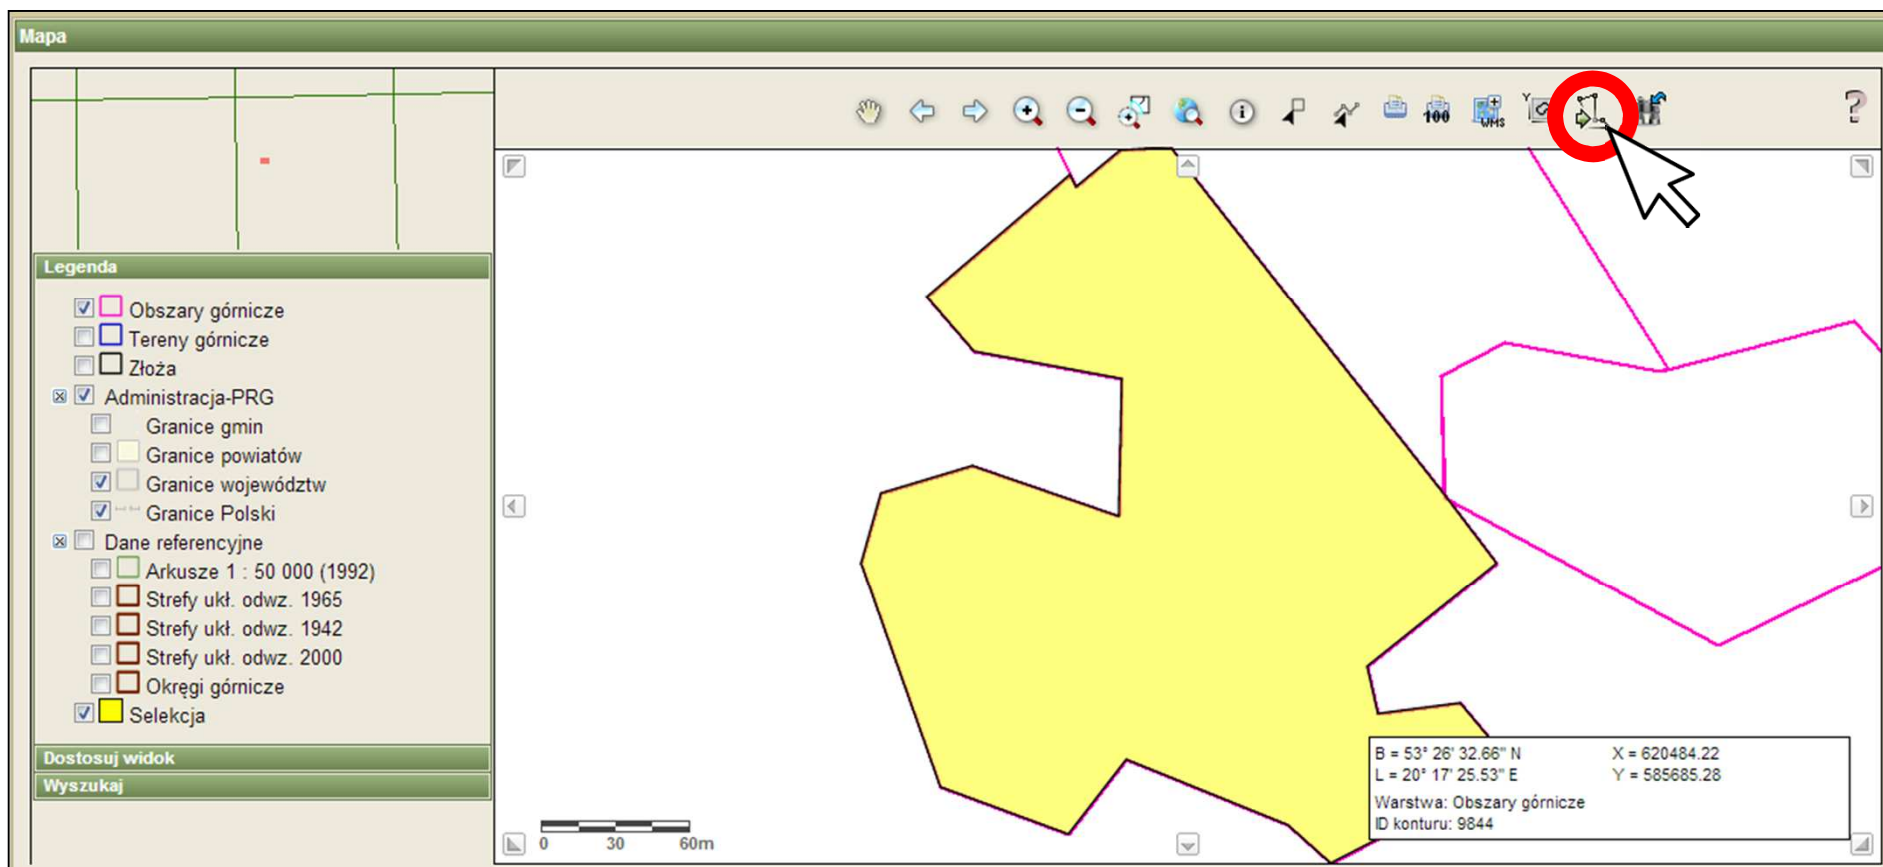 Mapa
100
WMS
Y
?
Legenda
Obszary górnicze
Tereny górnicze
Złoża
Administracja-PRG
Granice gmin
Granice powiatów
Granice województw
Granice Polski
Dane referencyjne
Arkusze 1 : 50 000 (1992)
Strefy ukł. odwz. 1965
Strefy ukł. odwz. 1942
Strefy ukł. odwz. 2000
Okręgi górnicze
Selekcja
Dostosuj widok
Wyszukaj
0 30 60m
B = 53° 26' 32.66" N X = 620484.22
L = 20° 17' 25.53" E Y = 585685.28
Warstwa: Obszary górnicze
ID konturu: 9844